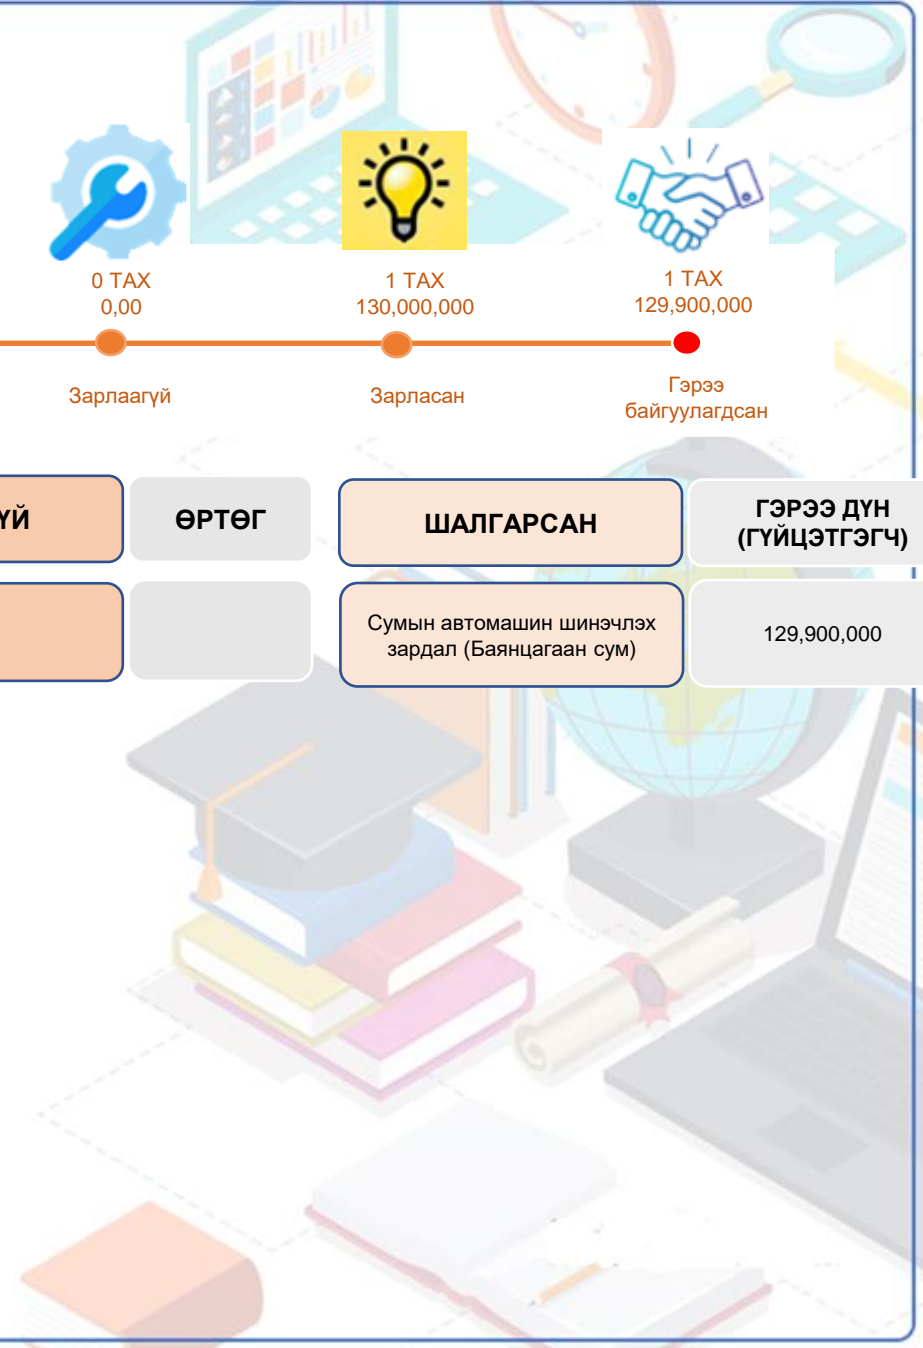 0 ТАХ
0,00
1 ТАХ
130,000,000
1 ТАХ
129,900,000
Зарлаагүй
Зарласан
Гэрээ
байгуулагдсан
ҮЙ
ӨРТӨГ
ШАЛГАРСАН
ГЭРЭЭ ДҮН
(ГҮЙЦЭТГЭГЧ)
Сумын автомашин шинэчлэх
зардал (Баянцагаан сум)
129,900,000